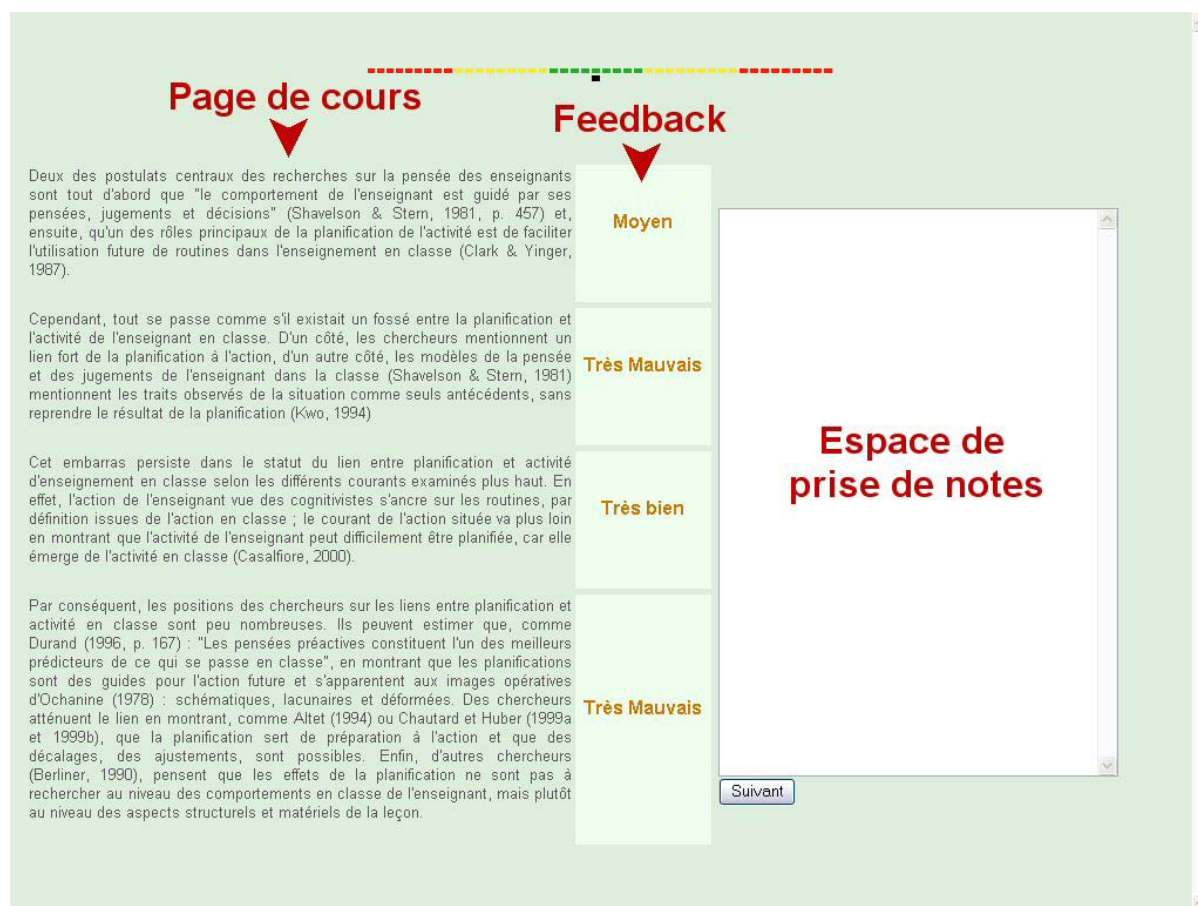 Page de cours
Feedback
Deux des postulats centraux des recherches sur la pensée des enseignants
sont tout d'abord que "le comportement de l'enseignant est guidé par ses
pensées, jugements et décisions" (Shavelson & Stern, 1981, p. 457) et,
ensuite, qu'un des rôles principaux de la planification de l'activité est de faciliter
l'utilisation future de routines dans l'enseignement en classe (Clark & Yinger,
1987).
Moyen
Cependant, tout se passe comme s'il existait un fossé entre la planification et
l'activité de l'enseignant en classe. D'un côté, les chercheurs mentionnent un
lien fort de la planification à l'action, d'un autre côté, les modèles de la pensée
et des jugements de l'enseignant dans la classe (Shavelson & Stern, 1981)
mentionnent les traits observés de la situation comme seuls antécédents, sans
reprendre le résultat de la planification (Kwo, 1994)
Très Mauvais
Cet embarras persiste dans le statut du lien entre planification et activité
d'enseignement en classe selon les différents courants examinés plus haut. En
effet, l'action de l'enseignant vue des cognitivistes s'ancre sur les routines, par
définition issues de l'action en classe ; le courant de l'action située va plus loin
en montrant que l'activité de l'enseignant peut difficilement être planifiée, car elle
émerge de l'activité en classe (Casalfiore, 2000).
Très bien
Par conséquent, les positions des chercheurs sur les liens entre planification et
activité en classe sont peu nombreuses. Ils peuvent estimer que, comme
Durand (1996, p. 167) : "Les pensées préactives constituent l'un des meilleurs
prédicteurs de ce qui se passe en classe", en montrant que les planifications
sont des guides pour l'action future et s'apparentent aux images opératives
d'Ochanine (1978) : schématiques, lacunaires et déformées. Des chercheurs
atténuent le lien en montrant, comme Altet (1994) ou Chautard et Huber (1999a
et 1999b), que la planification sert de préparation à l'action et que des
décalages, des ajustements, sont possibles. Enfin, d'autres chercheurs
(Berliner, 1990), pensent que les effets de la planification ne sont pas à
rechercher au niveau des comportements en classe de l'enseignant, mais plutôt
au niveau des aspects structurels et matériels de la leçon.
Très Mauvais
Espace de
prise de notes
Suivant